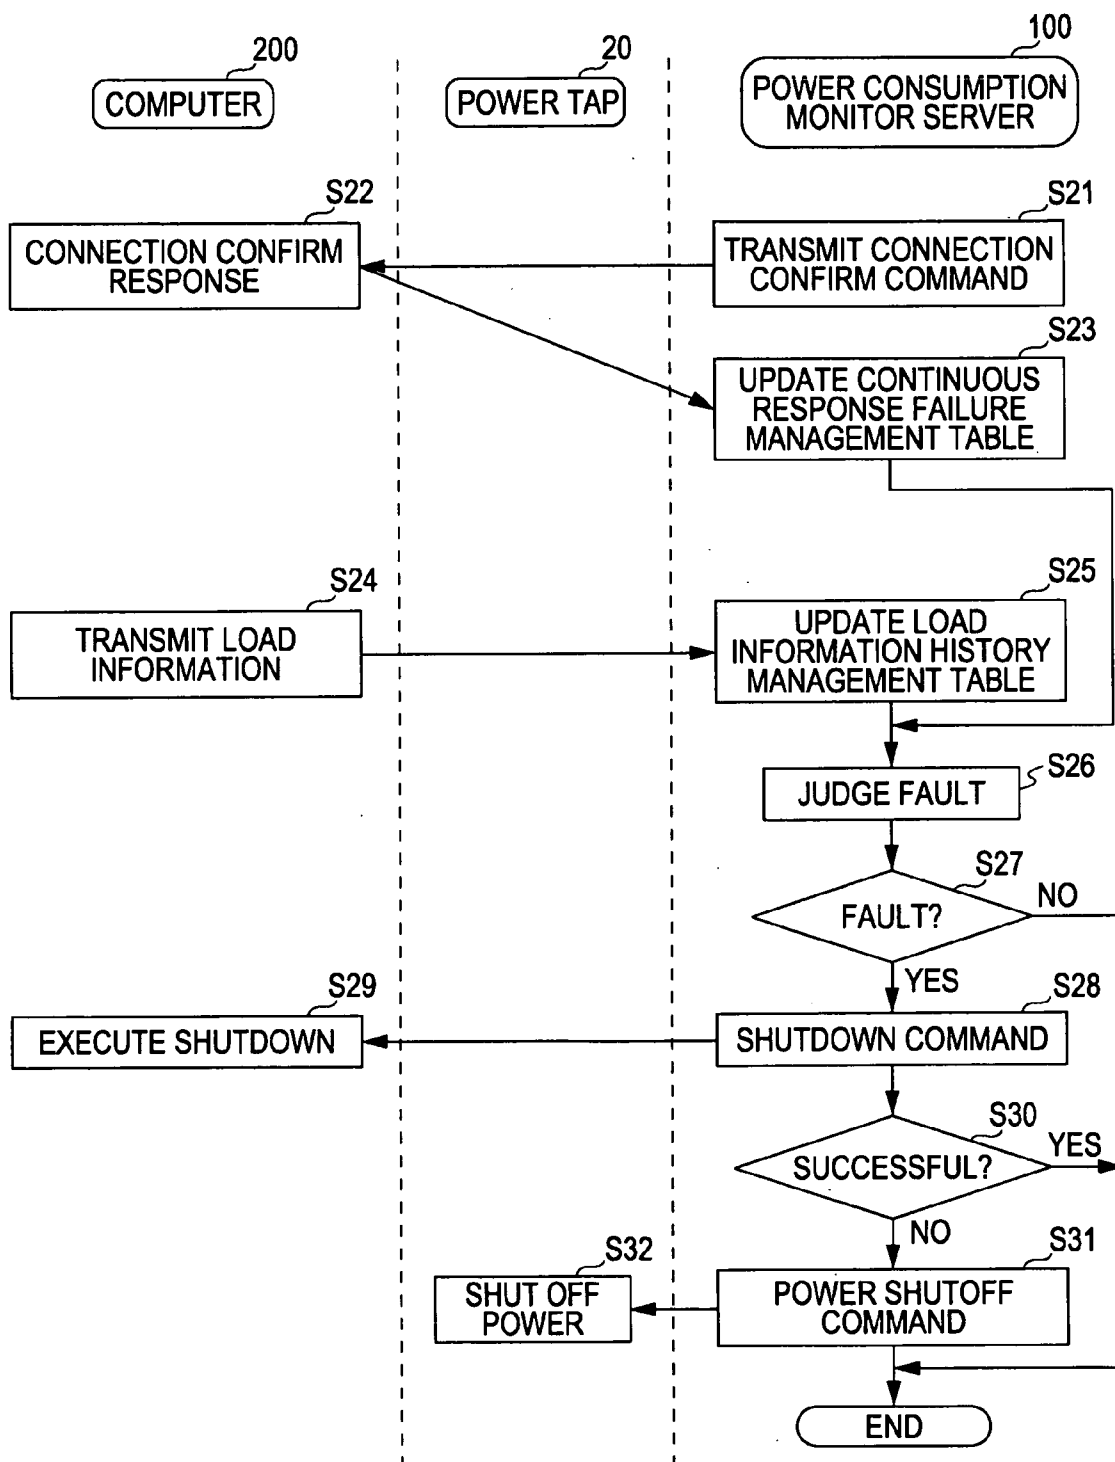 200
20
100
COMPUTER
POWER TAP
POWER CONSUMPTION
MONITOR SERVER
S22
S21
CONNECTION CONFIRM
RESPONSE
TRANSMIT CONNECTION
CONFIRM COMMAND
S23
UPDATE CONTINUOUS
RESPONSE FAILURE
MANAGEMENT TABLE
S24
S25
TRANSMIT LOAD
INFORMATION
UPDATE LOAD
INFORMATION HISTORY
MANAGEMENT TABLE
S26
JUDGE FAULT
S27
FAULT?
NO
YES
S29
S28
EXECUTE SHUTDOWN
SHUTDOWN COMMAND
S30
SUCCESSFUL?
YES
NO
S32
S31
SHUT OFF
POWER
POWER SHUTOFF
COMMAND
END